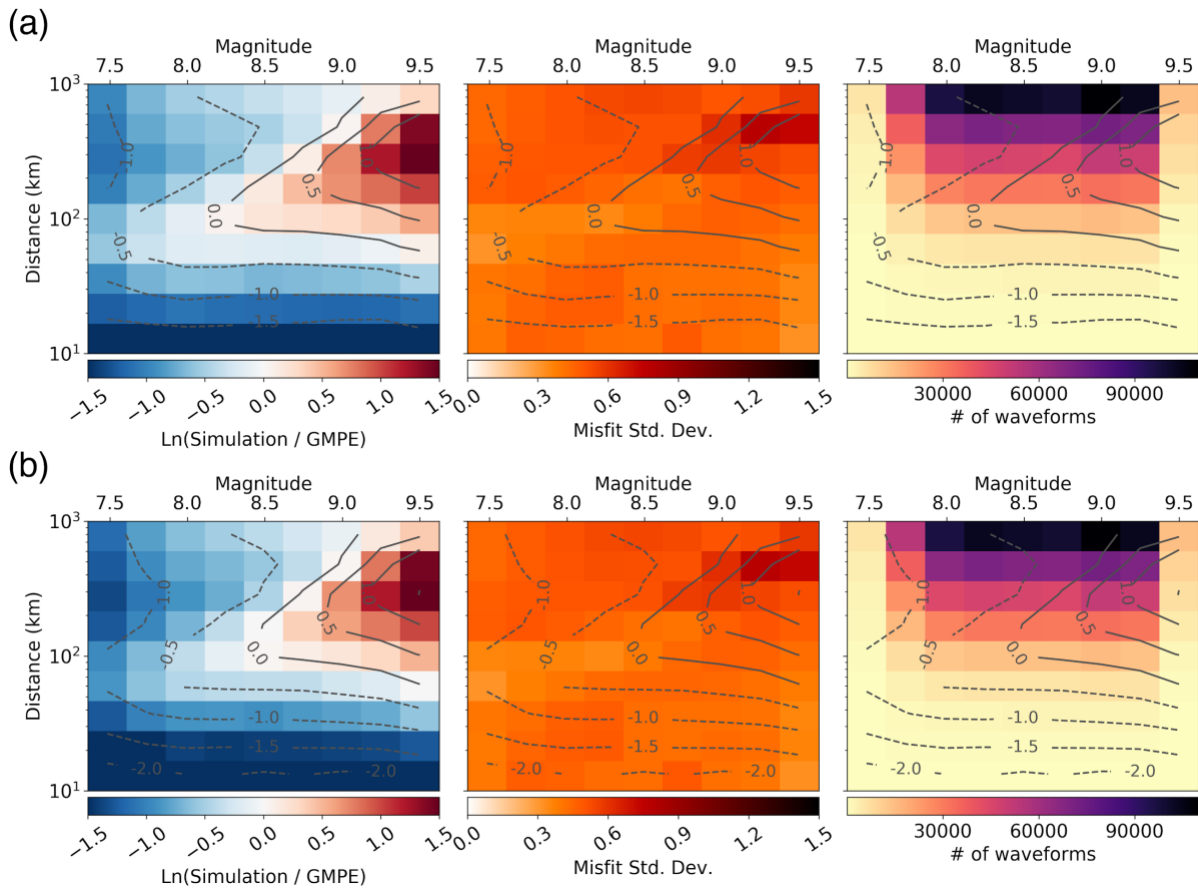 (a)
Magnitude Magnitude Magnitude
7.5 8.0 8.5 9.0 9.5 7.5 8.0 8.5 9.0 9.5 7.5 8.0 8.5 9.0 9.5
10³
10²
10¹
Distance (km)
-1.0 -0.5 0.0 0.5 1.0 -1.0 -1.5
-1.0 -0.5 0.0 0.5 1.0 -1.0 -1.5
-1.0 -0.5 0.0 0.5 1.0 -1.0 -1.5
−1.5 −1.0 −0.5 0.0 0.5 1.0 1.5 0.0 0.3 0.6 0.9 1.2 1.5 30000 60000 90000
Ln(Simulation / GMPE) Misfit Std. Dev. # of waveforms
(b)
Magnitude Magnitude Magnitude
7.5 8.0 8.5 9.0 9.5 7.5 8.0 8.5 9.0 9.5 7.5 8.0 8.5 9.0 9.5
10³
10²
10¹
Distance (km)
-1.0 -0.5 0.0 0.5 1.0 -1.0 -1.5 -2.0 -2.0
-1.0 -0.5 0.0 0.5 1.0 -1.0 -1.5 -2.0 -2.0
-1.0 -0.5 0.0 0.5 1.0 -1.0 -1.5 -2.0 -2.0
−1.5 −1.0 −0.5 0.0 0.5 1.0 1.5 0.0 0.3 0.6 0.9 1.2 1.5 30000 60000 90000
Ln(Simulation / GMPE) Misfit Std. Dev. # of waveforms